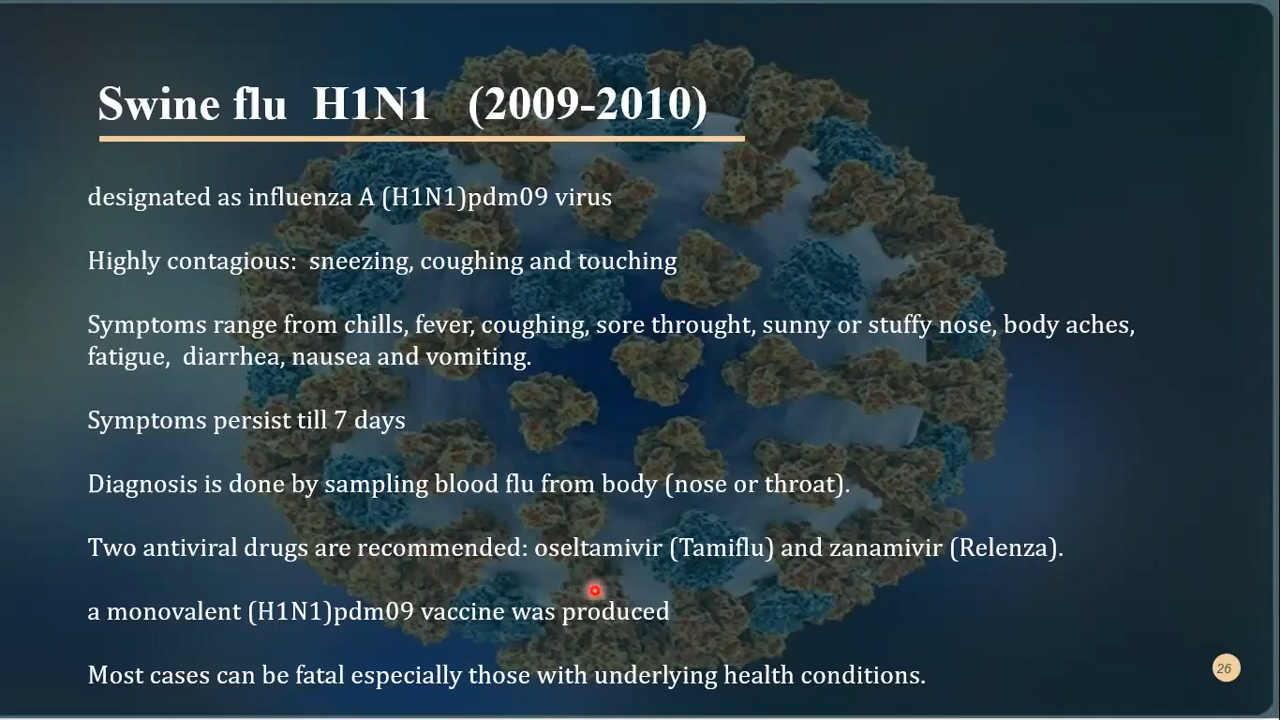 Swine flu H1N1 (2009-2010)
designated as influenza A (H1N1)pdm09 virus
Highly contagious: sneezing, coughing and touching
Symptoms range from chills, fever, coughing, sore throught, sunny or stuffy nose, body aches,
fatigue, diarrhea, nausea and vomiting.
Symptoms persist till 7 days
Diagnosis is done by sampling blood flu from body (nose or throat).
Two antiviral drugs are recommended: oseltamivir (Tamiflu) and zanamivir (Relenza).
a monovalent (H1N1)pdm09 vaccine was produced
Most cases can be fatal especially those with underlying health conditions.
26